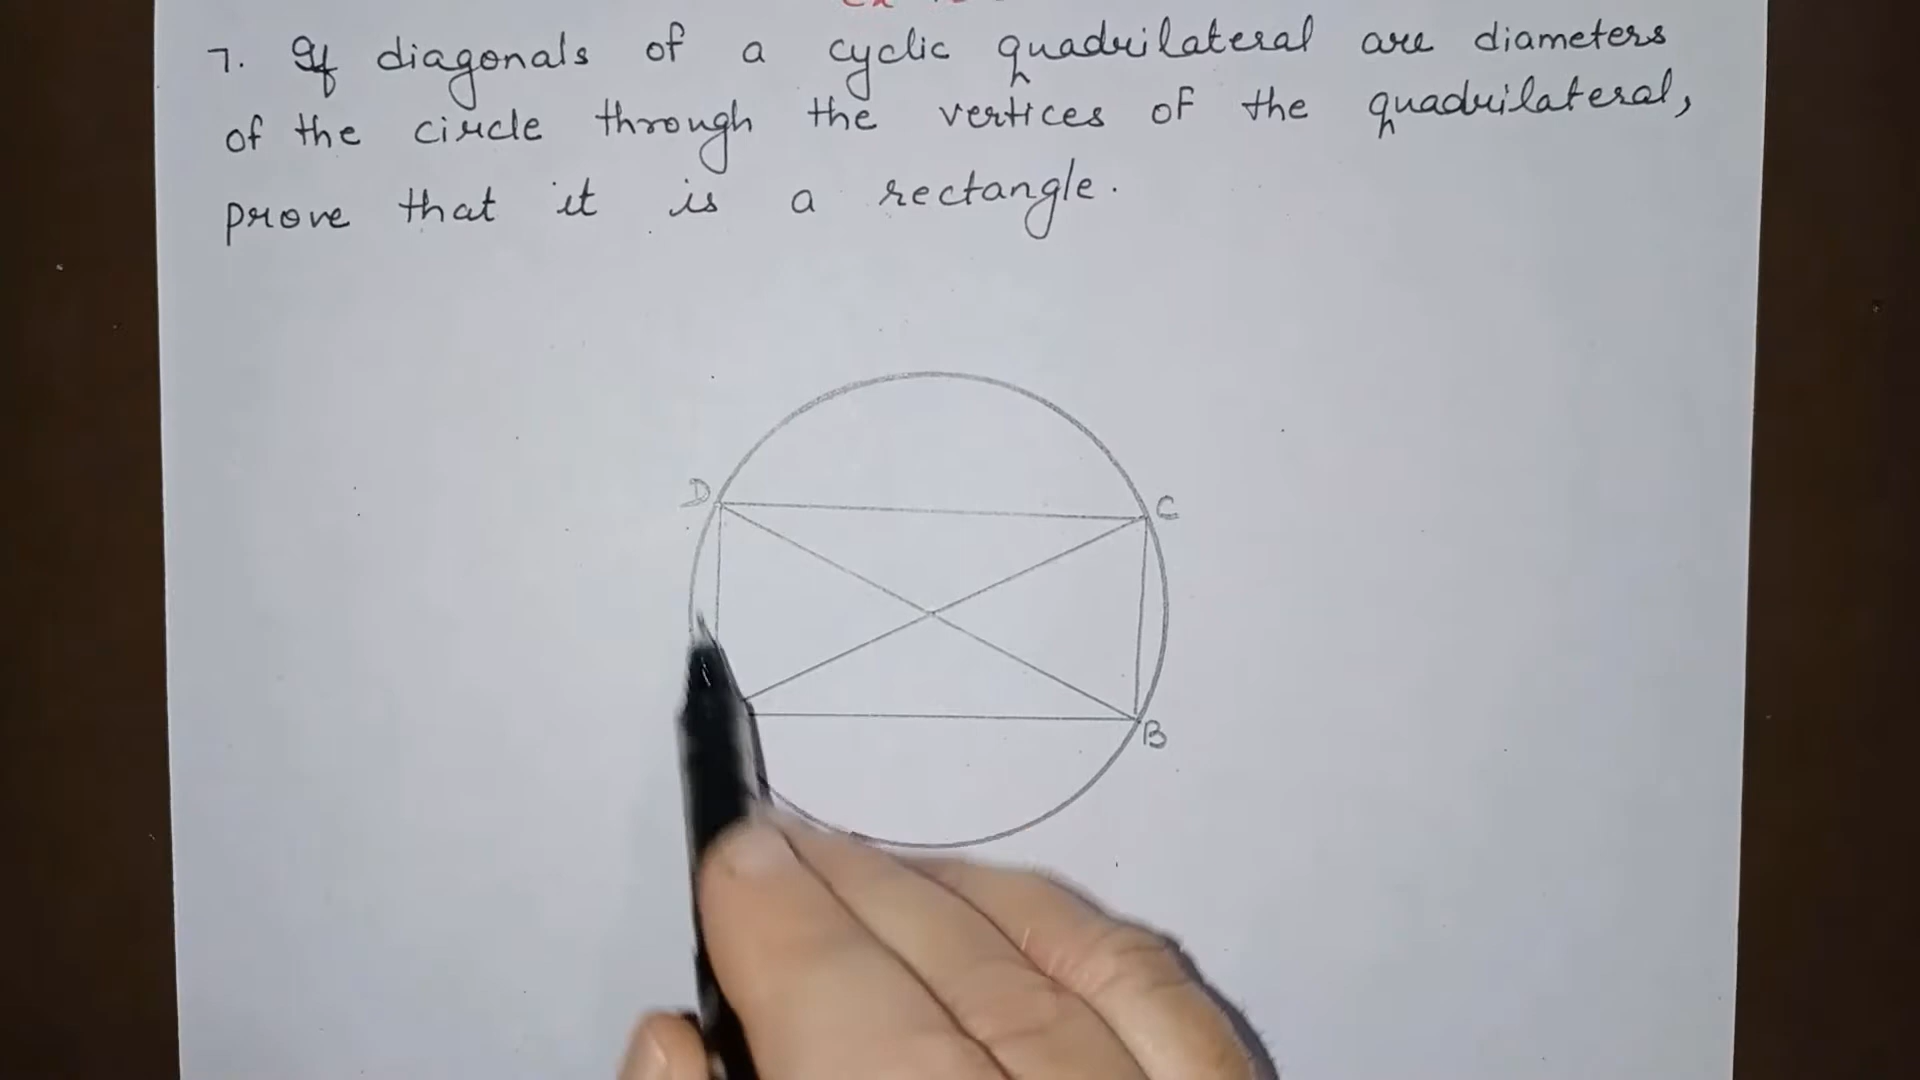 7. If diagonals of a cyclic quadrilateral are diameters
of the circle through the vertices of the quadrilateral,
prove that it is a rectangle.
D
C
B